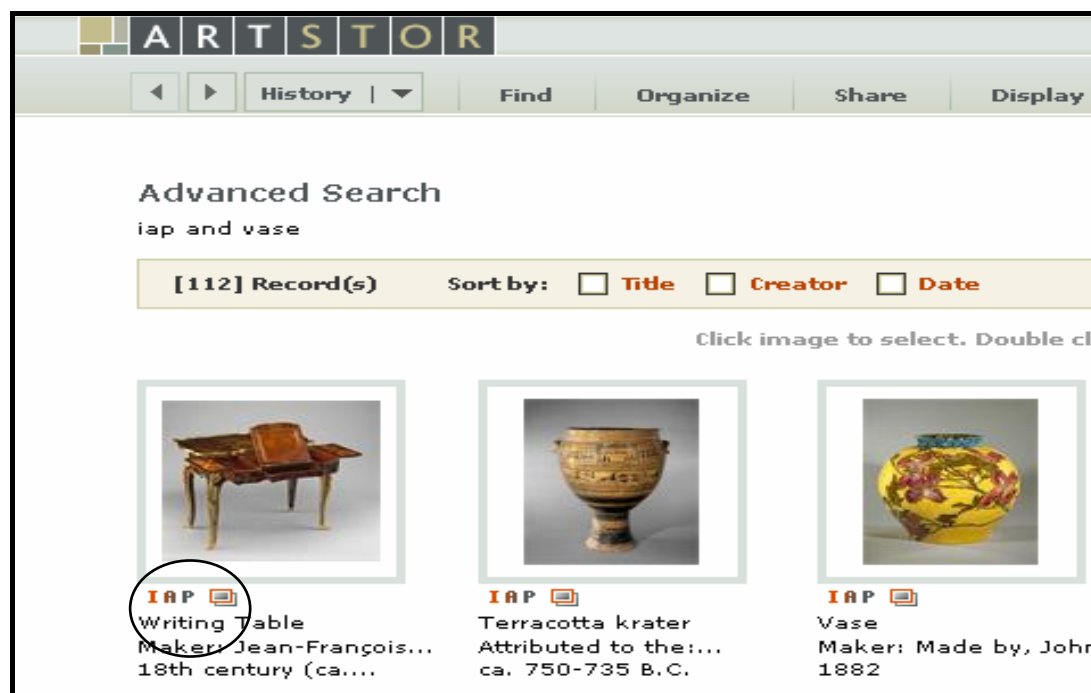 ARTSTOR
History | Find Organize Share Display
Advanced Search
iap and vase
[112] Record(s) Sort by: Title Creator Date
Click image to select. Double cl
IAP
Writing Table
Maker: Jean-François...
18th century (ca....
IAP
Terracotta krater
Attributed to the:...
ca. 750-735 B.C.
IAP
Vase
Maker: Made by, John
1882